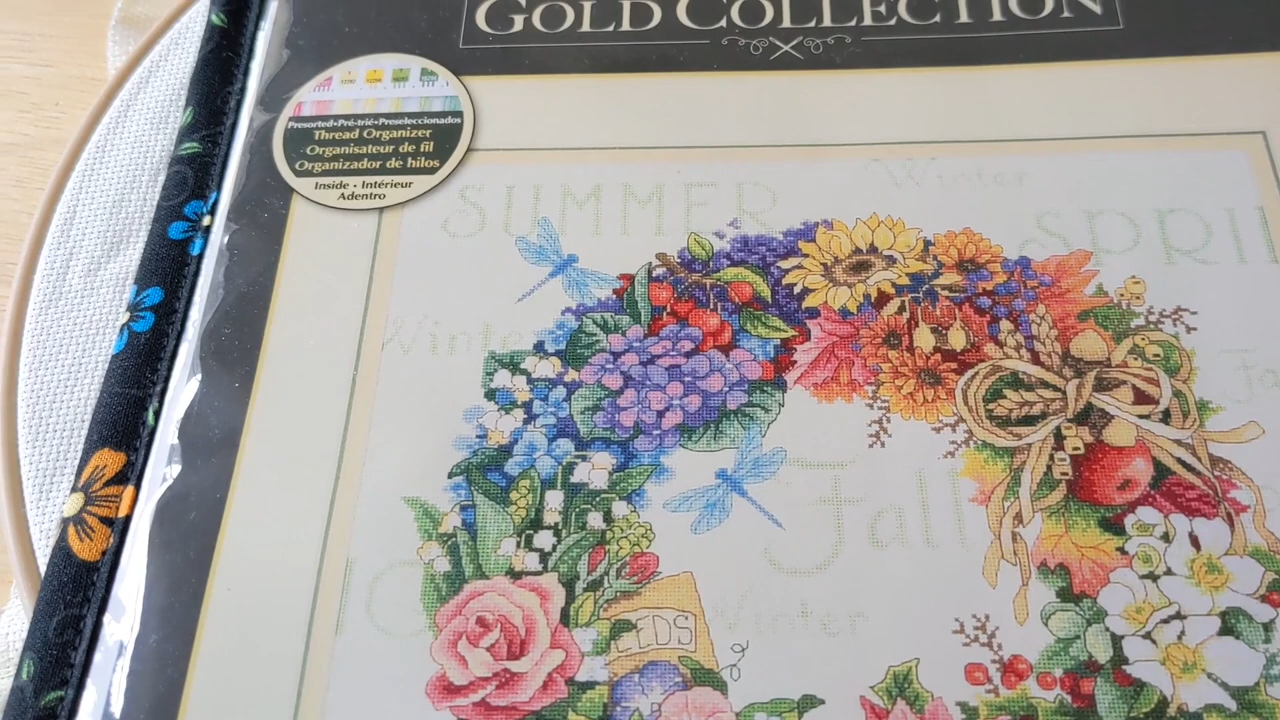 GOLD COLLECTION
Presorted•Pré-trié•Preseleccionados
Thread Organizer
Organisateur de fil
Organizador de hilos
Inside • Intérieur
Adentro
Winter
SUMMER
SPRI
Winte
Fall
Winter
EDS